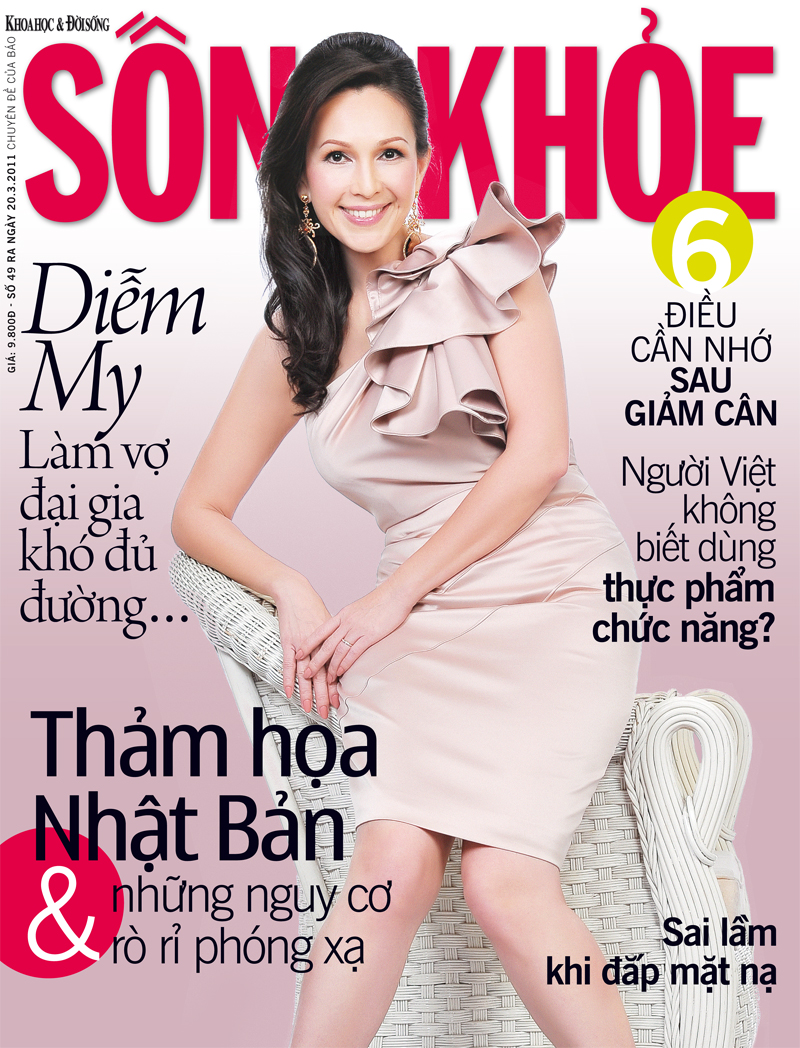 KHOA HỌC & ĐỜI SỐNG
GIÁ: 9.800Đ - SỐ 49 RA NGÀY 20.3.2011 CHUYÊN ĐỀ CỦA BÁO
SỐN KHỎE
Diễm
My
Làm vợ
đại gia
khó đủ
đường...
6
ĐIỀU
CẦN NHỚ
SAU
GIẢM CÂN
Người Việt
không
biết dùng
thực phẩm
chức năng?
Thảm họa
Nhật Bản
& những nguy cơ
rò rỉ phóng xạ
Sai lầm
khi đắp mặt nạ